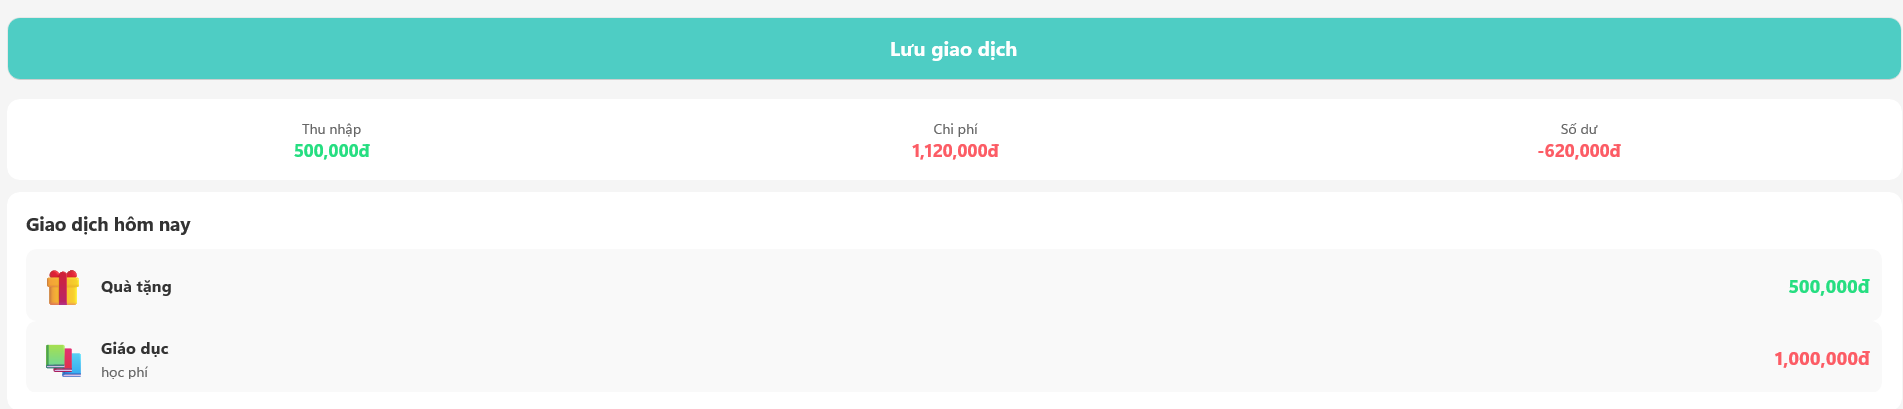 Lưu giao dịch
Thu nhập
500,000đ
Chi phí
1,120,000đ
Số dư
-620,000đ
Giao dịch hôm nay
Quà tặng
500,000đ
Giáo dục
học phí
1,000,000đ